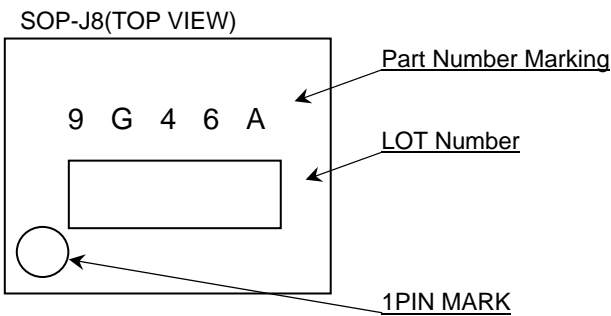 SOP-J8(TOP VIEW)
Part Number Marking
9 G 4 6 A
LOT Number
1PIN MARK